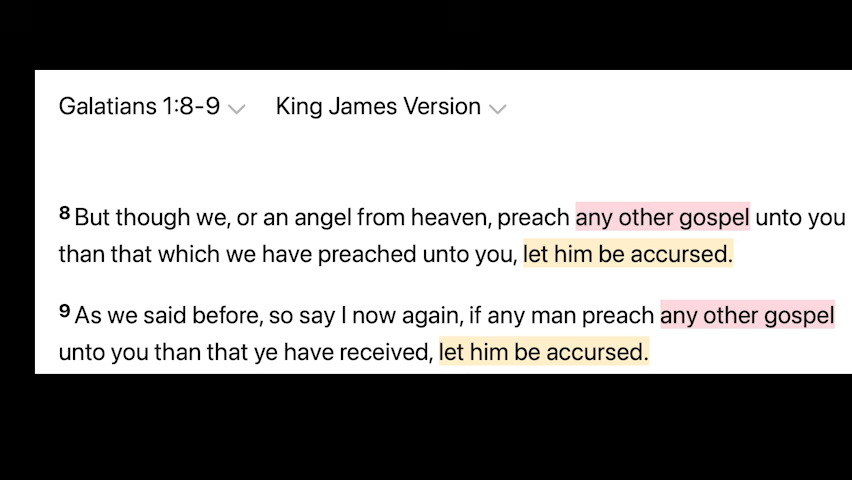 Galatians 1:8-9 King James Version
8 But though we, or an angel from heaven, preach any other gospel unto you
than that which we have preached unto you, let him be accursed.
9 As we said before, so say I now again, if any man preach any other gospel
unto you than that ye have received, let him be accursed.